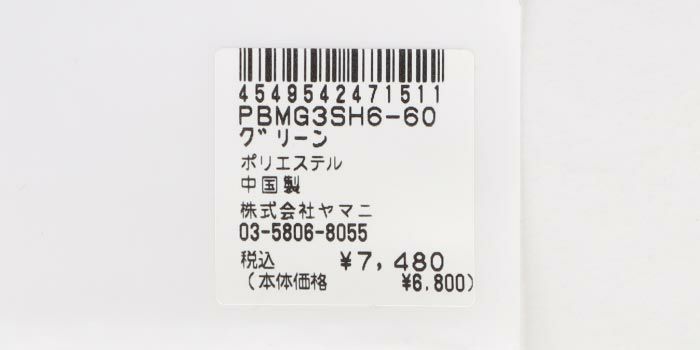 4549542471511
PBMG3SH6-60
グリーン
ポリエステル
中国製
株式会社ヤマニ
03-5806-8055
税込 ¥7,480
(本体価格 ¥6,800)